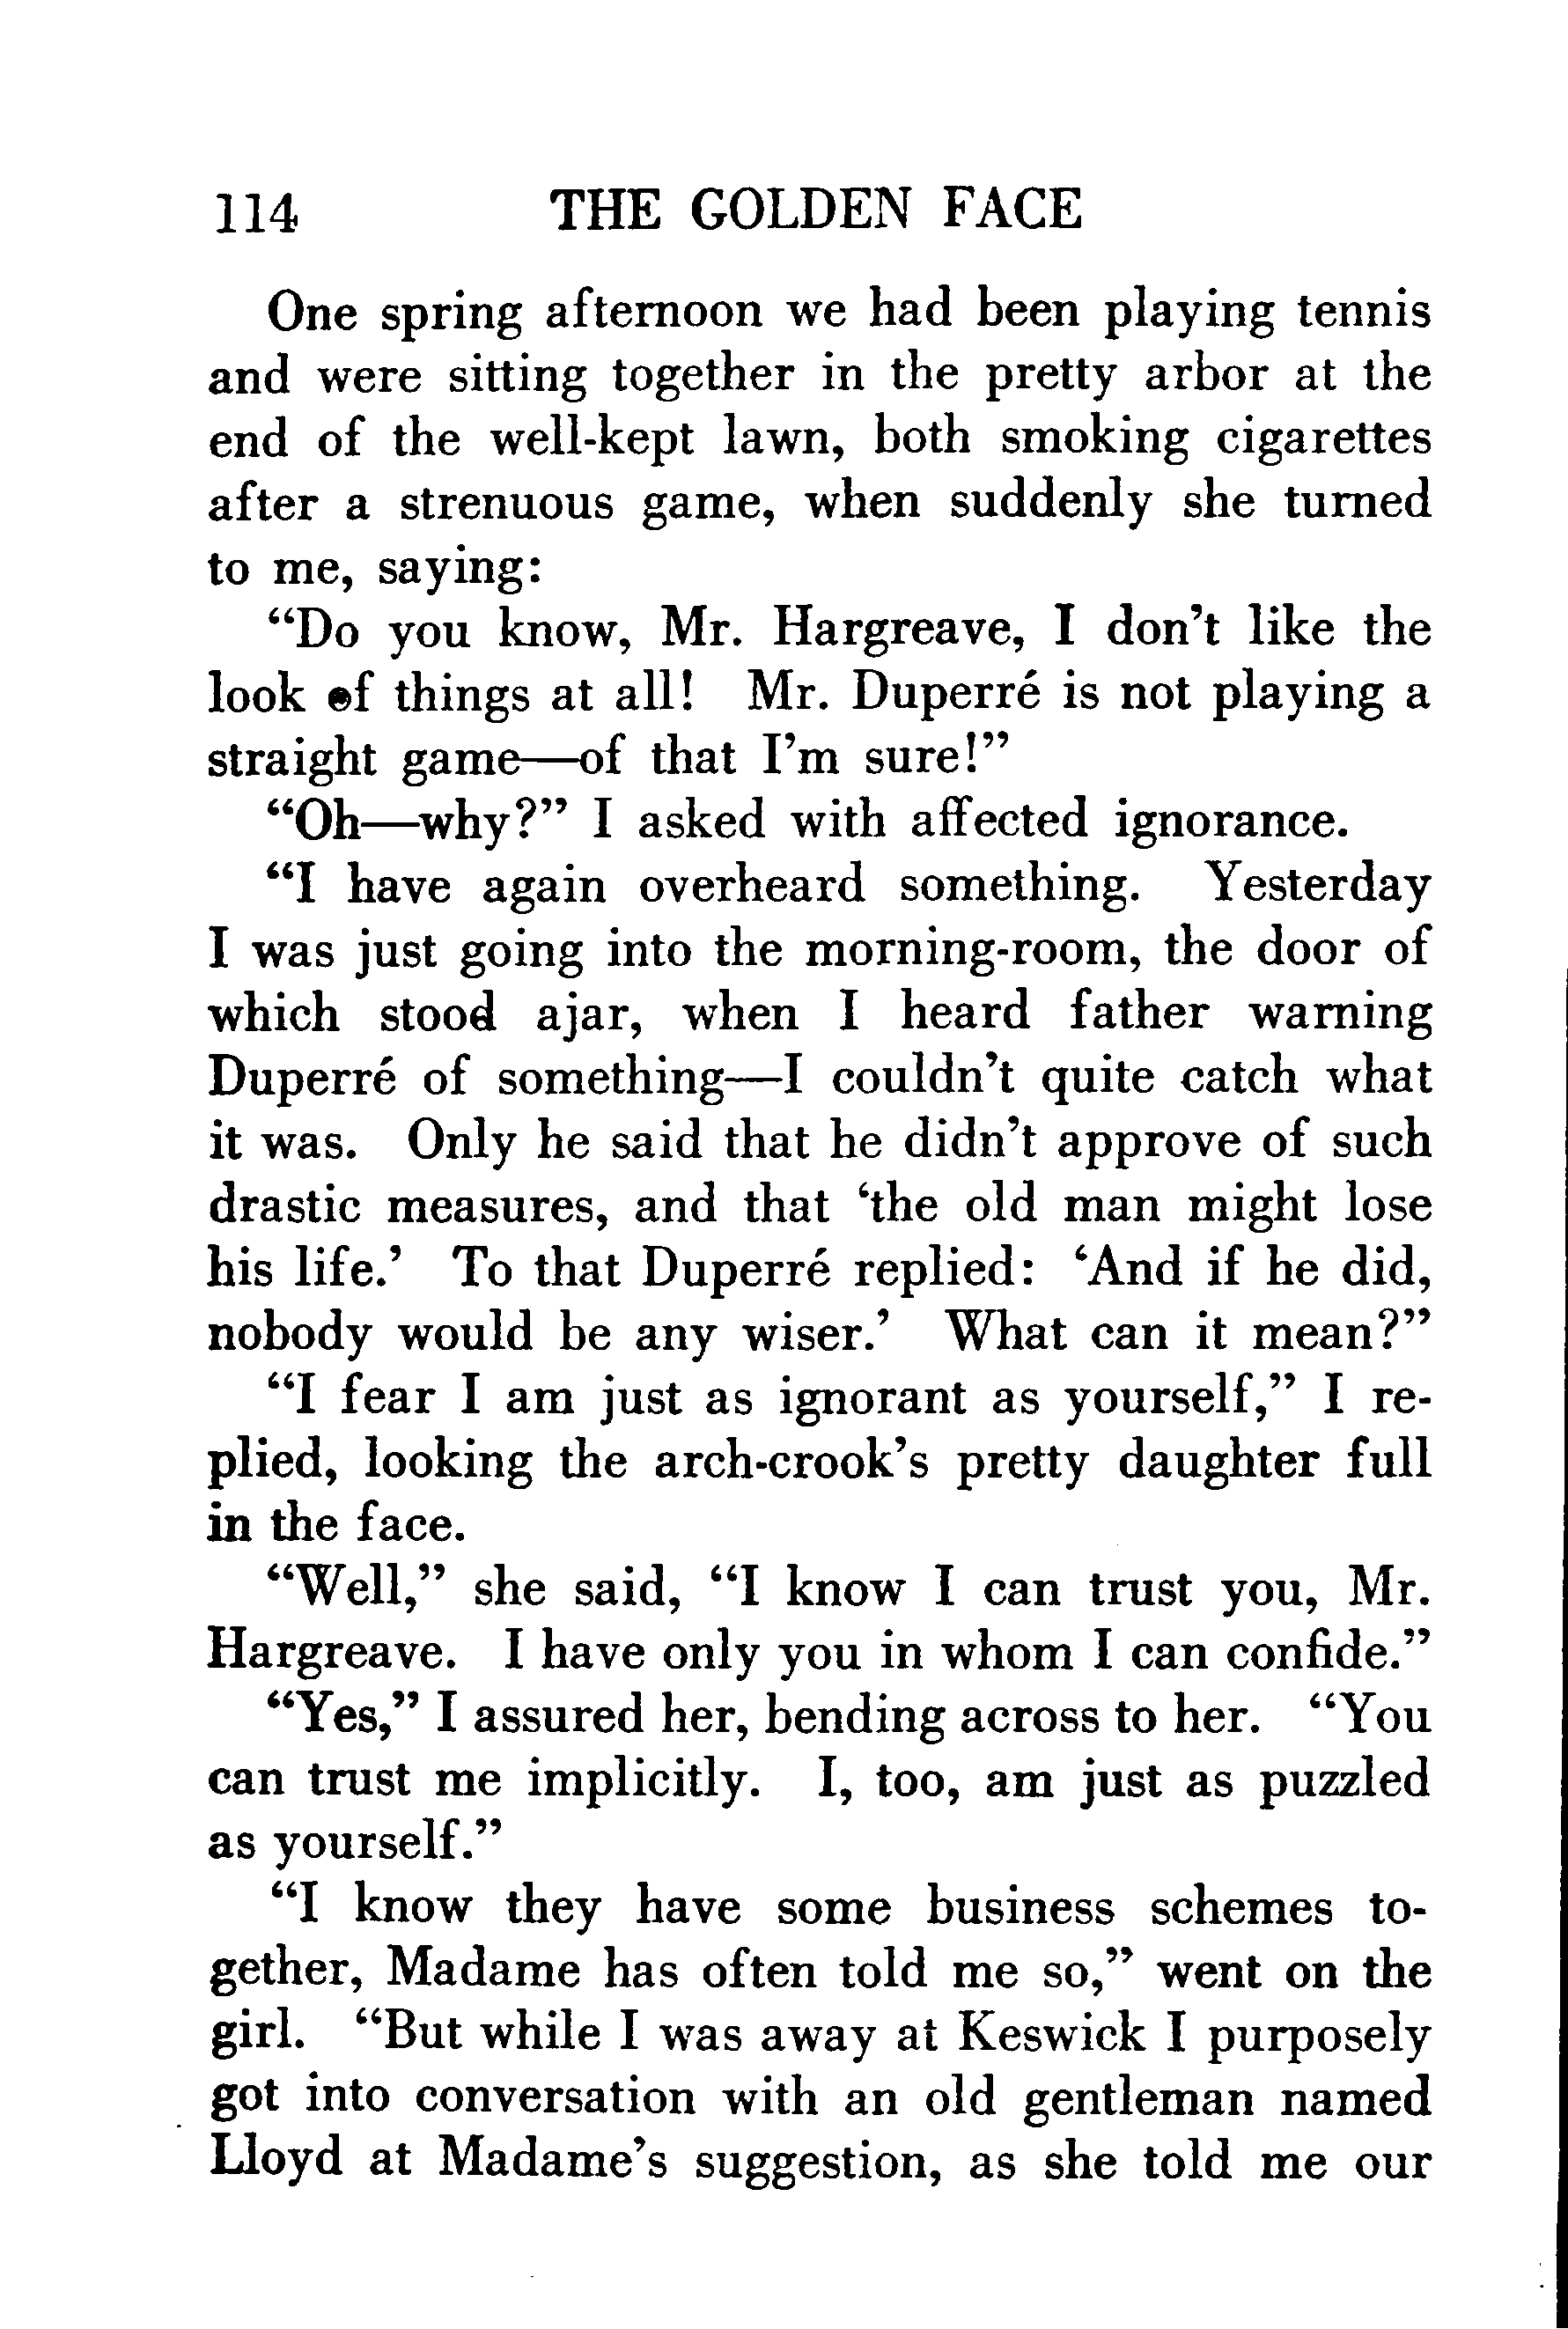 114 THE GOLDEN FACE
One spring afternoon we had been playing tennis
and were sitting together in the pretty arbor at the
end of the well-kept lawn, both smoking cigarettes
after a strenuous game, when suddenly she turned
to me, saying:
“Do you know, Mr. Hargreave, I don’t like the
look of things at all! Mr. Duperré is not playing a
straight game—of that I’m sure!”
“Oh—why?” I asked with affected ignorance.
“I have again overheard something. Yesterday
I was just going into the morning-room, the door of
which stood ajar, when I heard father warning
Duperré of something—I couldn’t quite catch what
it was. Only he said that he didn’t approve of such
drastic measures, and that ‘the old man might lose
his life.’ To that Duperré replied: ‘And if he did,
nobody would be any wiser.’ What can it mean?”
“I fear I am just as ignorant as yourself,” I re-
plied, looking the arch-crook’s pretty daughter full
in the face.
“Well,” she said, “I know I can trust you, Mr.
Hargreave. I have only you in whom I can confide.”
“Yes,” I assured her, bending across to her. “You
can trust me implicitly. I, too, am just as puzzled
as yourself.”
“I know they have some business schemes to-
gether, Madame has often told me so,” went on the
girl. “But while I was away at Keswick I purposely
got into conversation with an old gentleman named
Lloyd at Madame’s suggestion, as she told me our